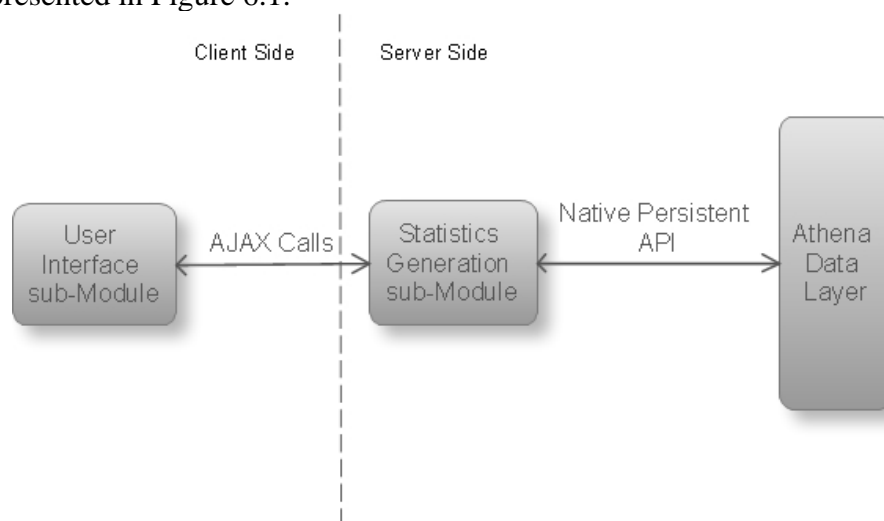 presented in Figure 6.1.
Client Side
Server Side
User
Interface
sub-Module
AJAX Calls
Statistics
Generation
sub-Module
Native Persistent
API
Athena
Data
Layer